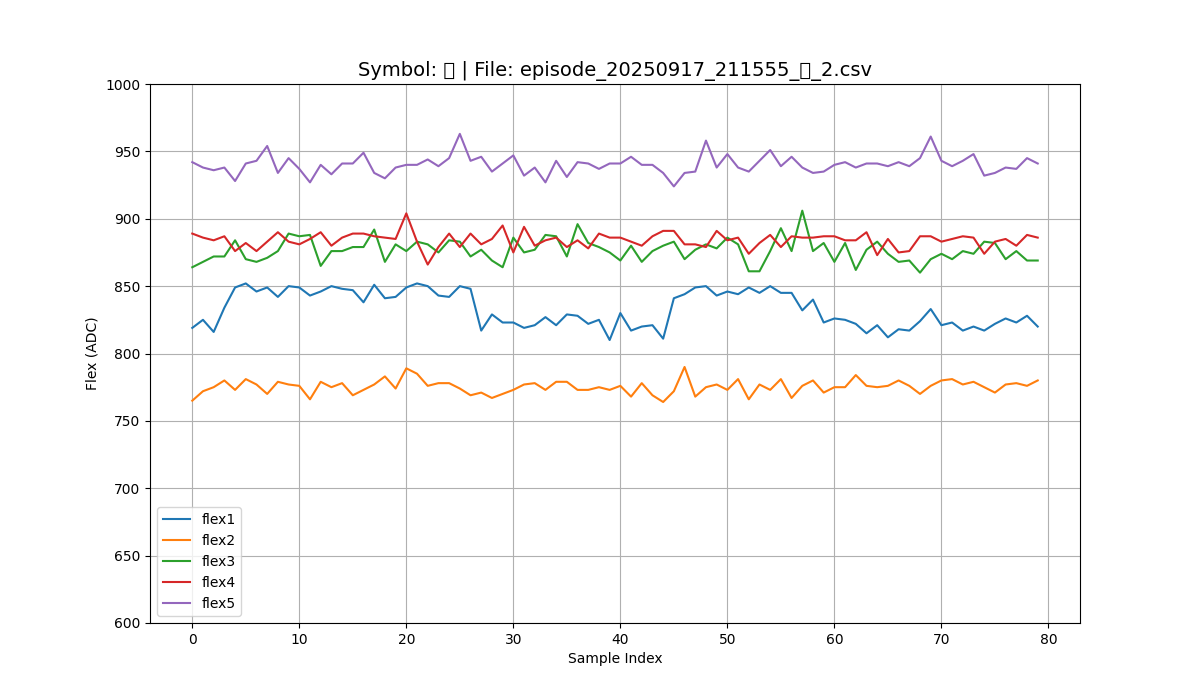 Symbol: | File: episode_20250917_211555_ _2.csv
1000
950
900
850
800
750
700
650
600
Flex (ADC)
flex1
flex2
flex3
flex4
flex5
0 10 20 30 40 50 60 70 80
Sample Index